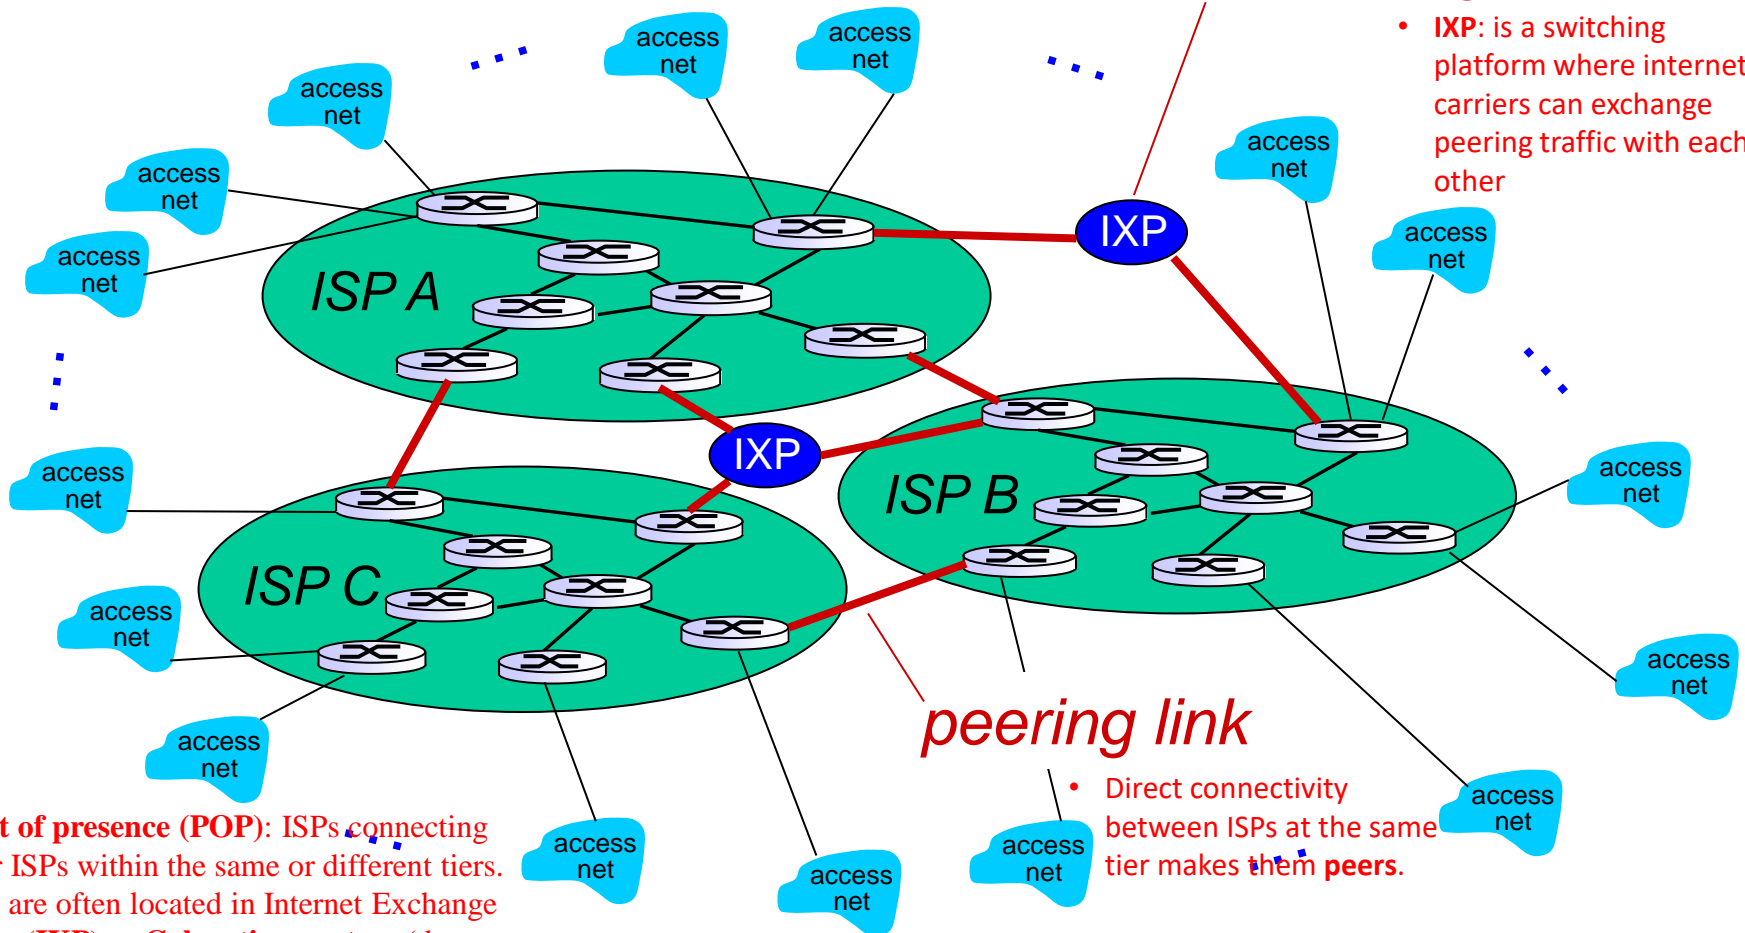 • IXP: is a switching
platform where internet
carriers can exchange
peering traffic with each
other
access
net
access
net
access
net
access
net
access
net
access
net
access
net
IXP
ISP A
IXP
access
net
ISP B
access
net
ISP C
access
net
access
net
peering link
access
net
• Direct connectivity
between ISPs at the same
tier makes them peers.
access
net
access
net
access
net
access
net
of presence (POP): ISPs connecting
ISPs within the same or different tiers.
are often located in Internet Exchange